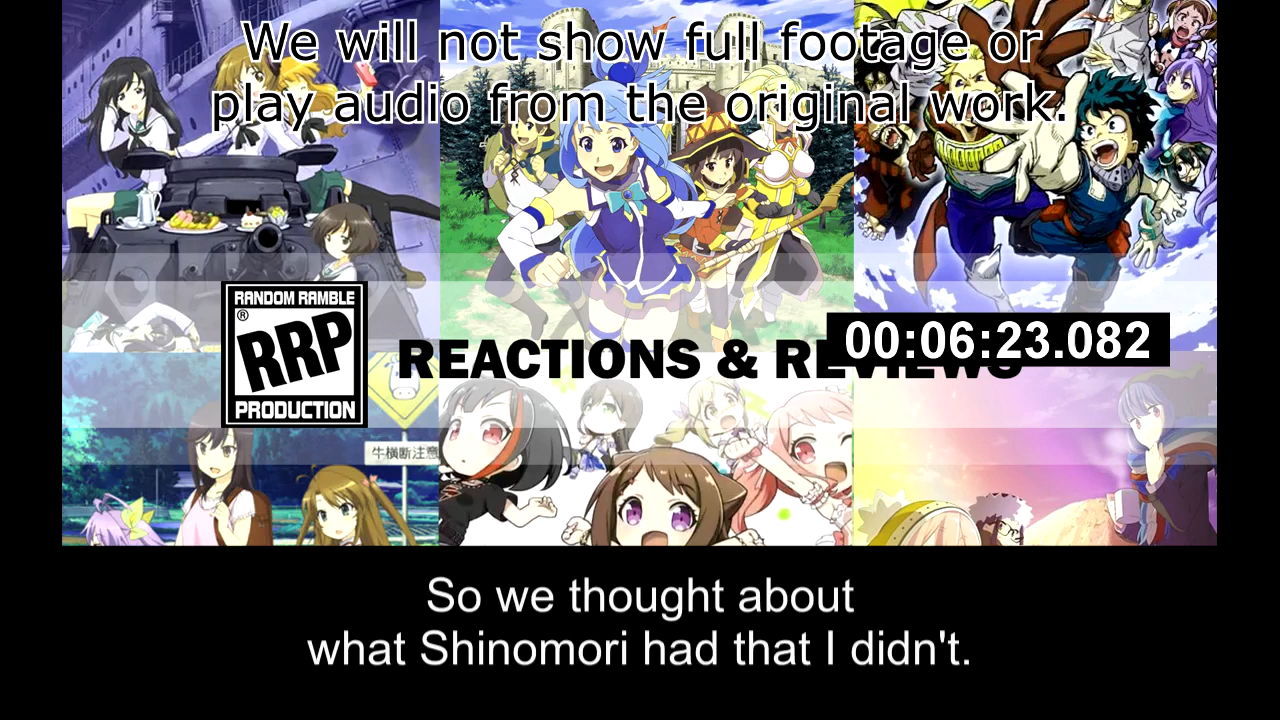 We will not show full footage or
play audio from the original work.
RANDOM RAMBLE
®
RRP
PRODUCTION
REACTIONS & REVIEWS
00:06:23.082
牛横断注意
So we thought about
what Shinomori had that I didn't.